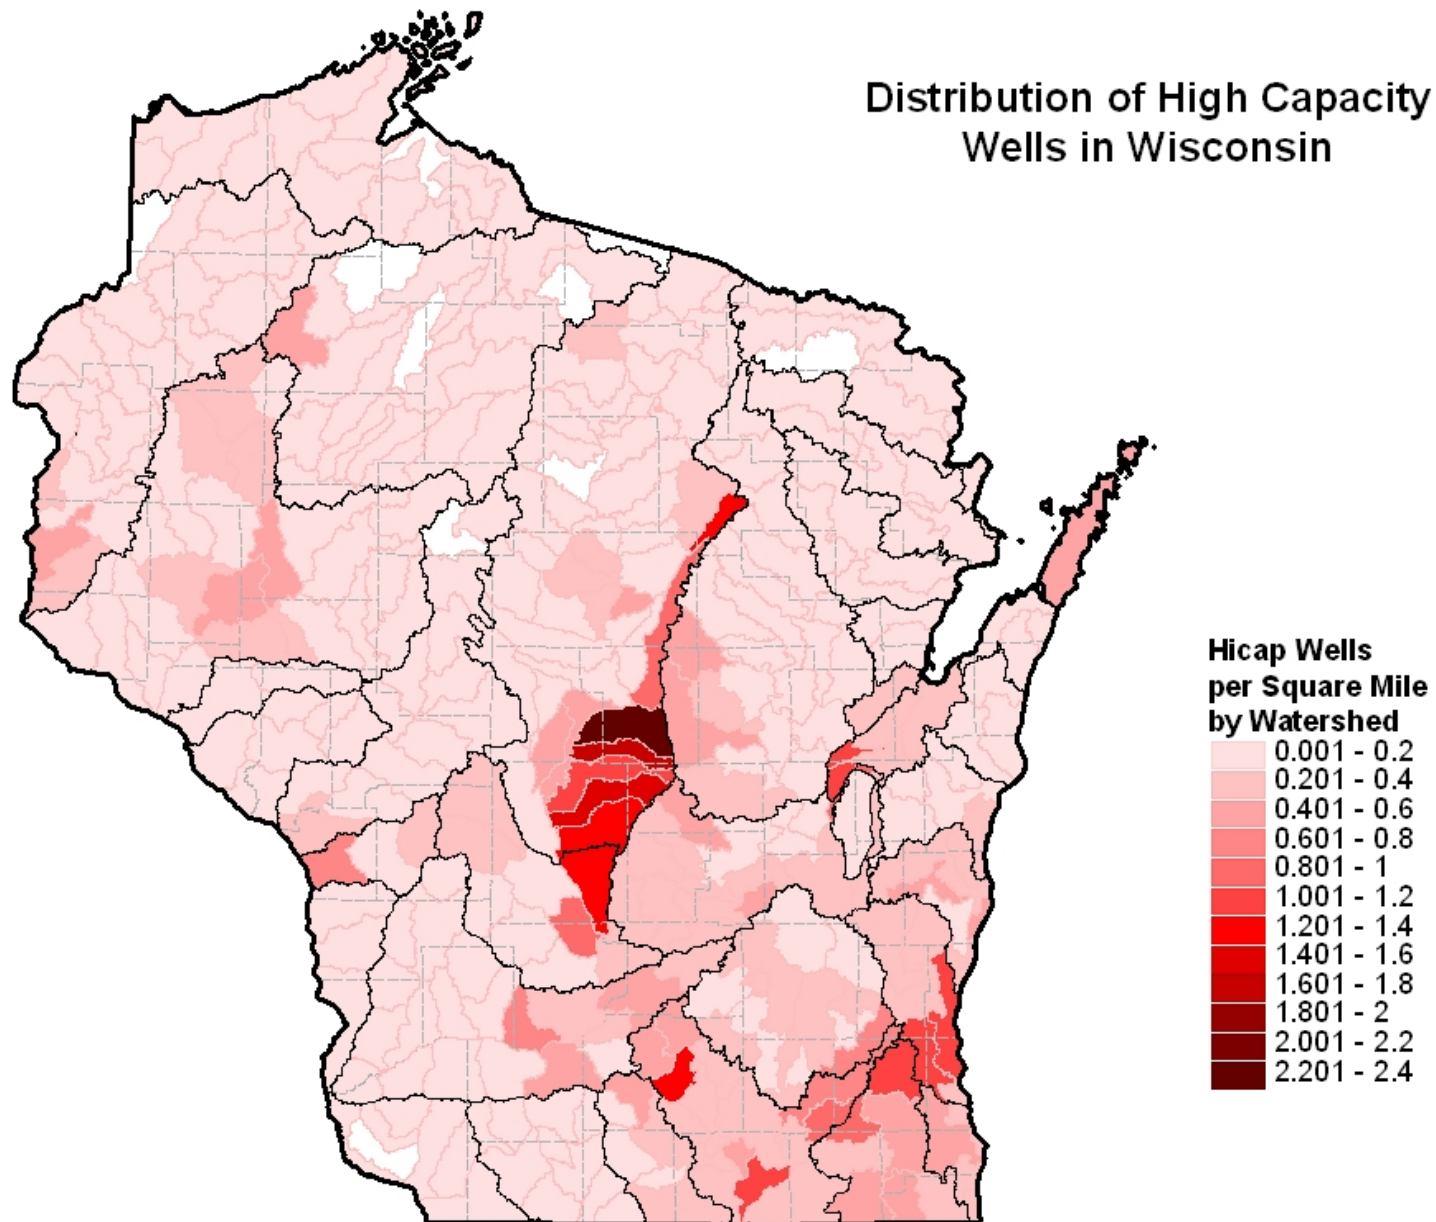 Distribution of High Capacity
Wells in Wisconsin
Hicap Wells
per Square Mile
by Watershed
0.001 - 0.2
0.201 - 0.4
0.401 - 0.6
0.601 - 0.8
0.801 - 1
1.001 - 1.2
1.201 - 1.4
1.401 - 1.6
1.601 - 1.8
1.801 - 2
2.001 - 2.2
2.201 - 2.4